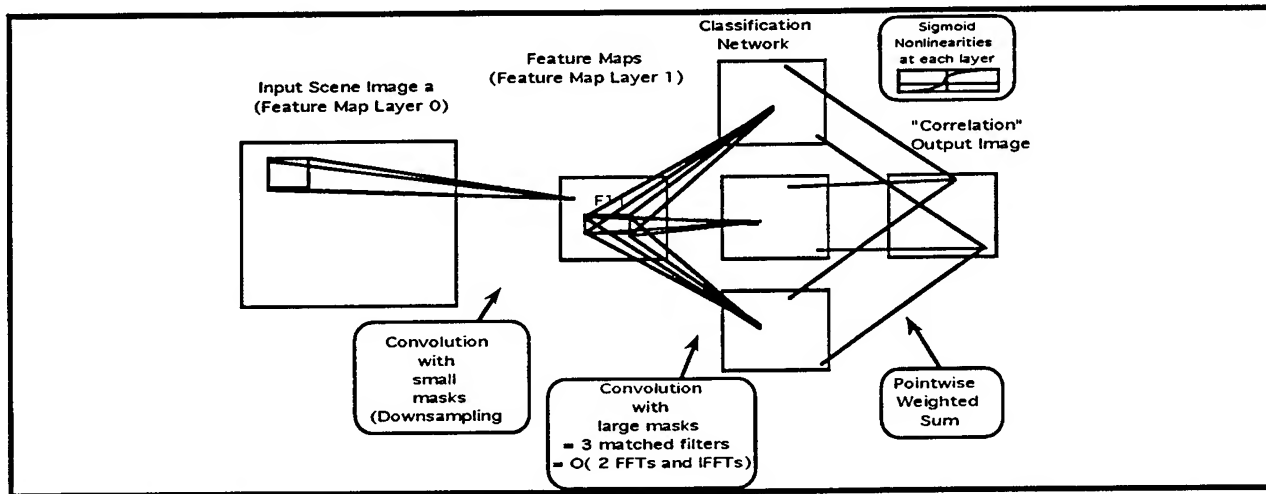 Input Scene Image a
(Feature Map Layer 0)
Feature Maps
(Feature Map Layer 1)
Classification
Network
Sigmoid
Nonlinearities
at each layer
"Correlation"
Output Image
F1
Convolution
with
small
masks
(Downsampling
Convolution
with
large masks
= 3 matched filters
= O( 2 FFTs and IFFTs)
Pointwise
Weighted
Sum